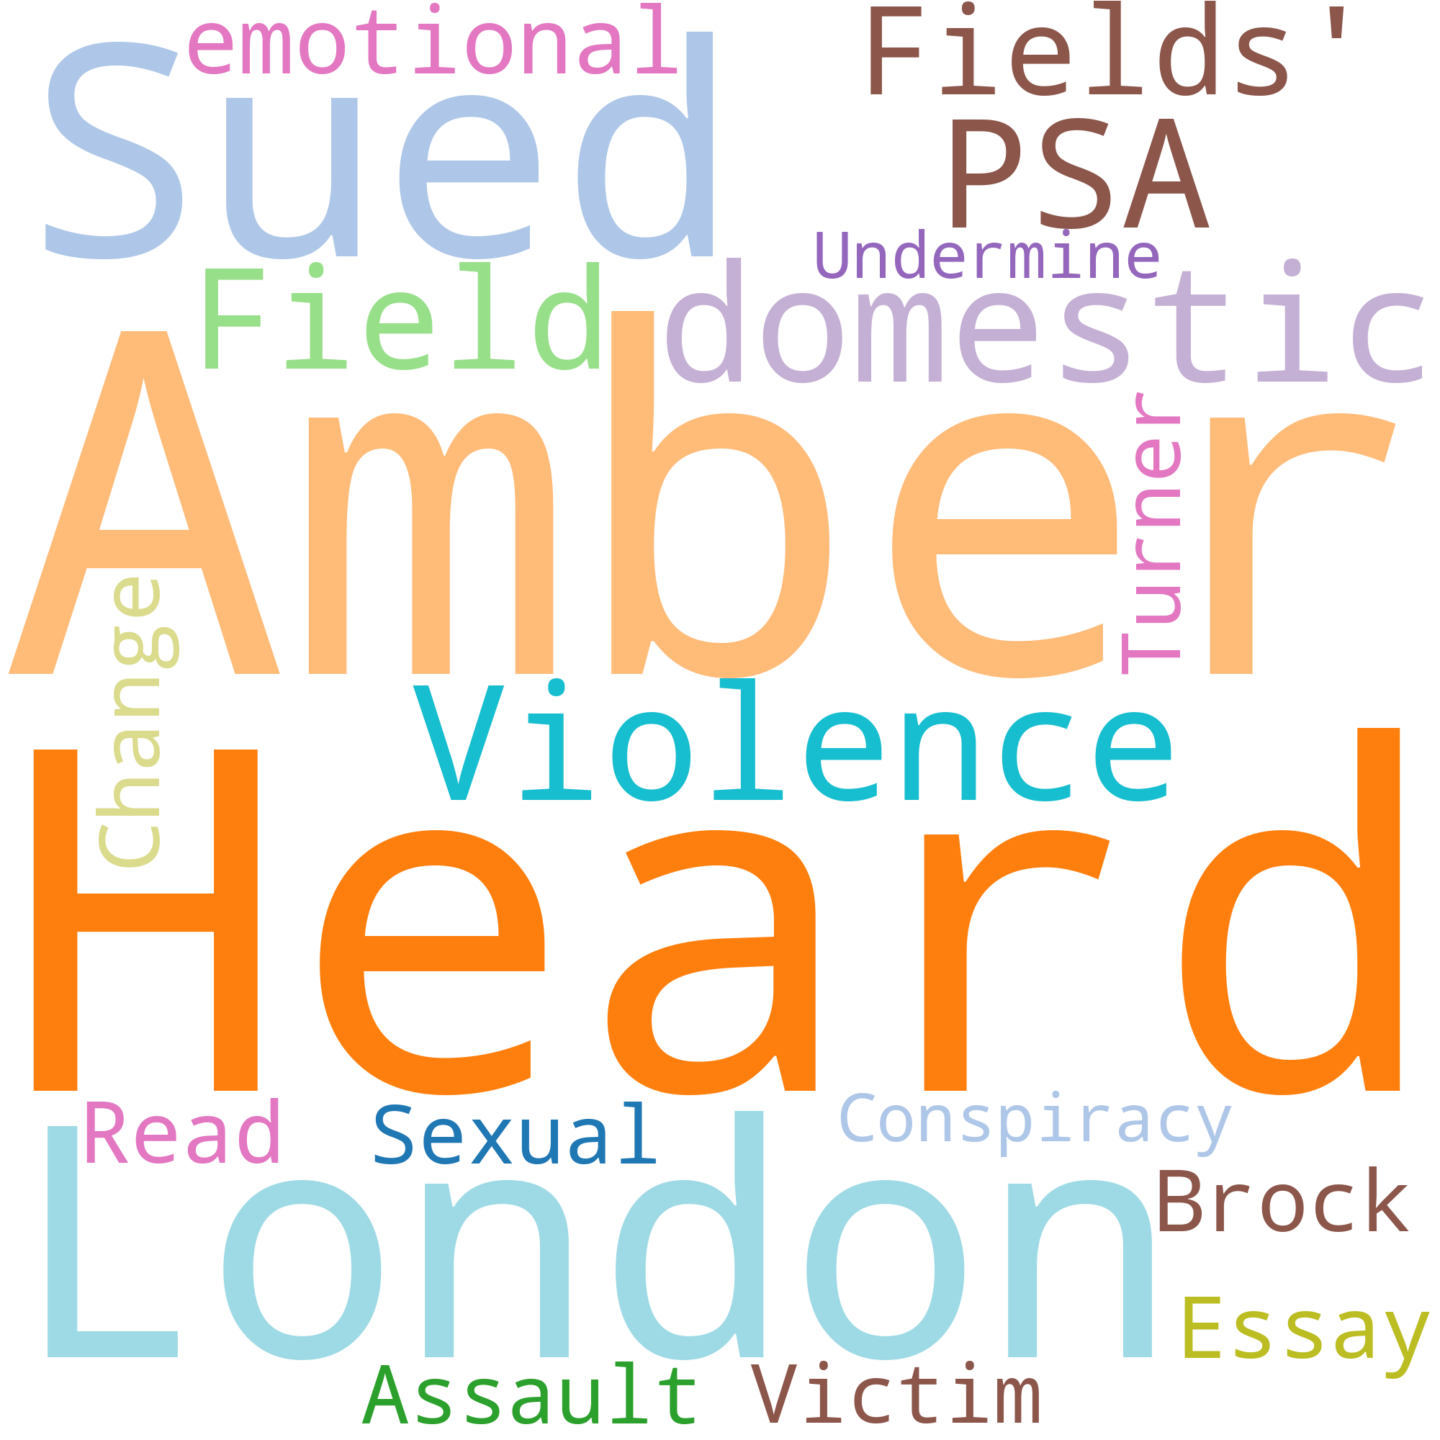 emotional
Fields'
Sued
PSA
Undermine
Field
domestic
Amber
Turner
Change
Violence
Heard
Read
Sexual
Conspiracy
London
Brock
Essay
Assault
Victim